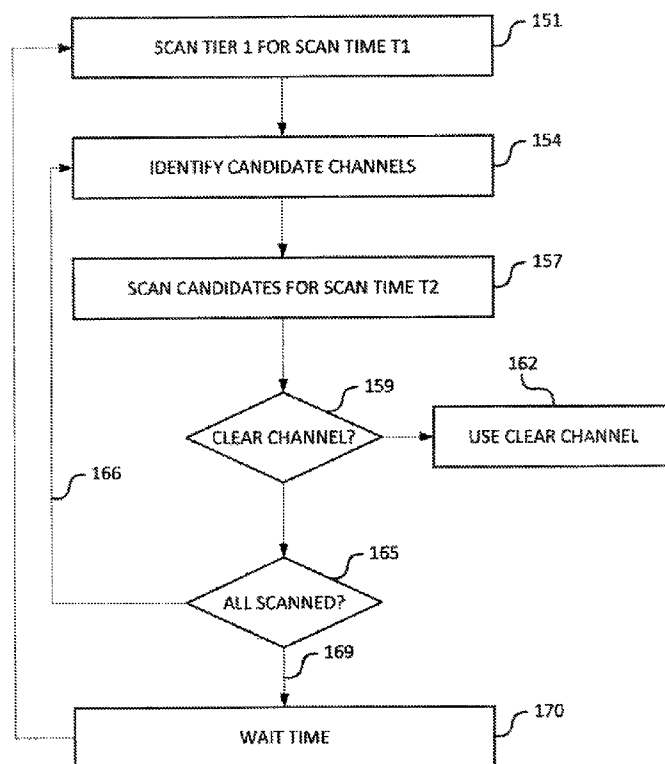 SCAN TIER 1 FOR SCAN TIME T1
151
IDENTIFY CANDIDATE CHANNELS
154
SCAN CANDIDATES FOR SCAN TIME T2
157
CLEAR CHANNEL?
159
USE CLEAR CHANNEL
162
166
ALL SCANNED?
165
169
WAIT TIME
170